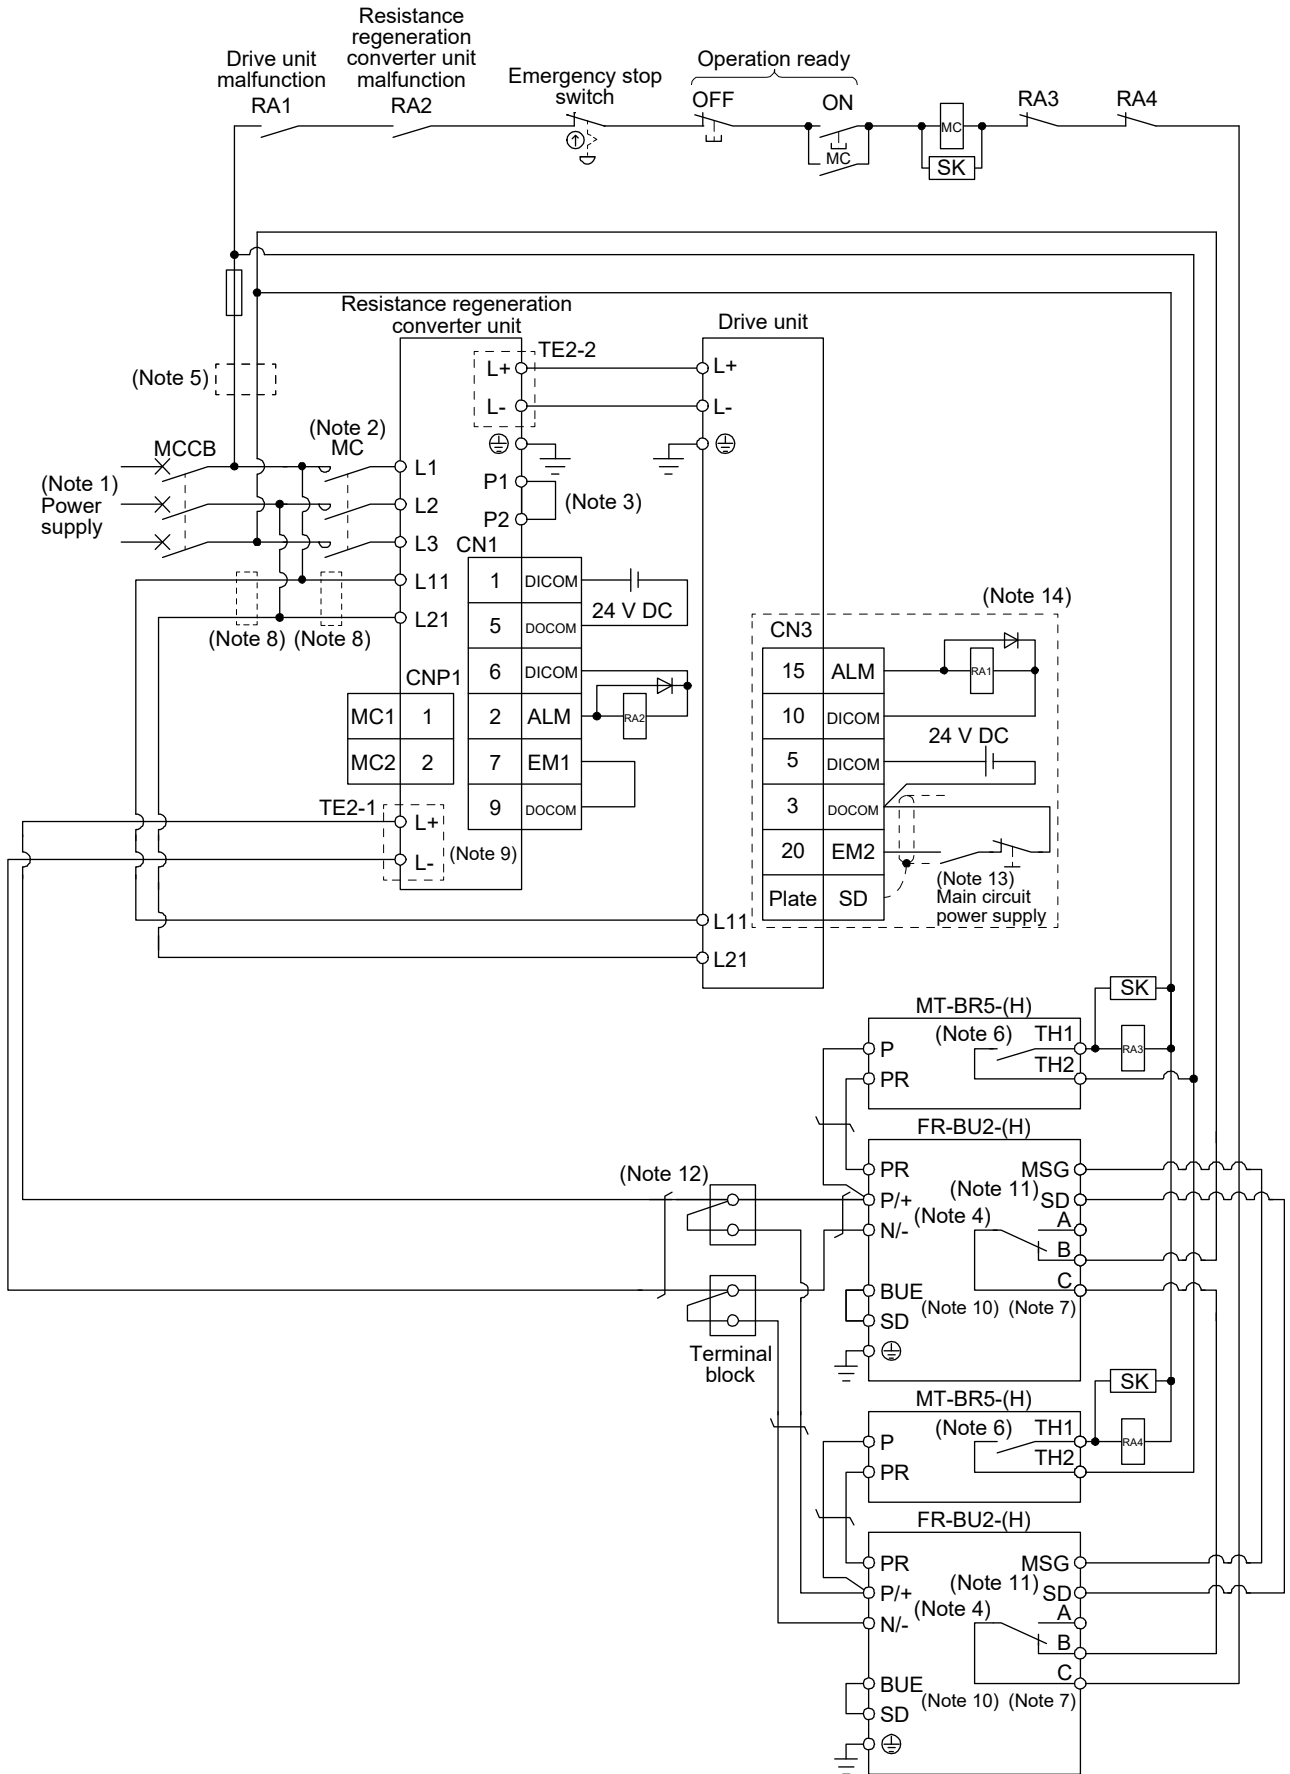 Resistance
regeneration
converter unit
malfunction
Drive unit
malfunction
Emergency stop
switch
Operation ready
RA1
RA2
OFF
ON
RA3
RA4
MC
MC
SK
Resistance regeneration
converter unit
Drive unit
TE2-2
L+
L+
(Note 5)
L-
L-
(Note 2)
MCCB
MC
L1
(Note 1)
Power
supply
P1
(Note 3)
L2
P2
L3
CN1
L11
1 DICOM
24 V DC
L21
5 DOCOM
(Note 8) (Note 8)
(Note 14)
CN3
6 DICOM
15 ALM
RA1
CNP1
MC1 1
2 ALM
RA2
10 DICOM
24 V DC
MC2 2
7 EM1
5 DICOM
TE2-1
9 DOCOM
3 DOCOM
L+
L-
(Note 9)
20 EM2
(Note 13)
Main circuit
power supply
Plate SD
L11
L21
SK
MT-BR5-(H)
(Note 6)
TH1
P
RA3
TH2
PR
FR-BU2-(H)
PR
MSG
(Note 12)
(Note 11)
P/+
SD
(Note 4)
A
N/-
B
C
BUE
(Note 10) (Note 7)
SD
Terminal
block
SK
MT-BR5-(H)
(Note 6)
TH1
P
RA4
TH2
PR
FR-BU2-(H)
PR
MSG
(Note 11)
P/+
SD
(Note 4)
A
N/-
B
C
BUE
(Note 10) (Note 7)
SD